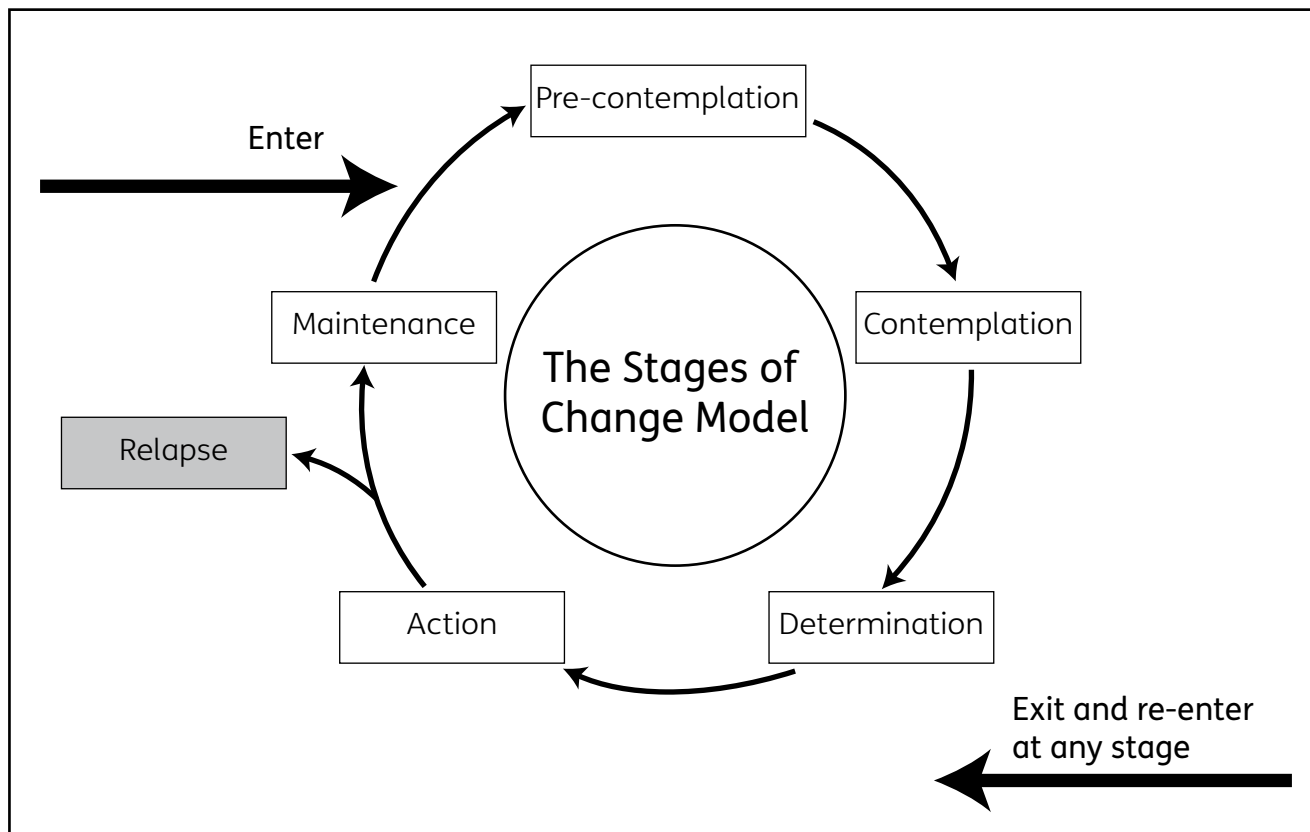 Pre-contemplation
Enter
Maintenance
Contemplation
The Stages of
Change Model
Relapse
Action
Determination
Exit and re-enter
at any stage